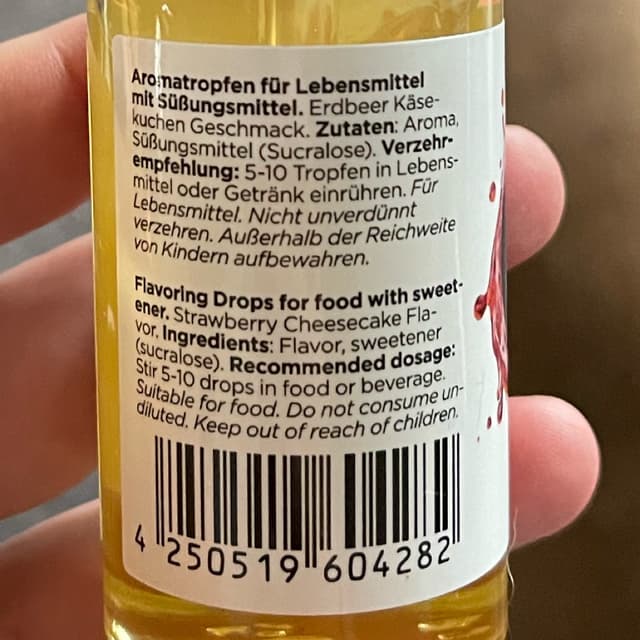 Aromatropfen für Lebensmittel
mit Süßungsmittel. Erdbeer Käse-
kuchen Geschmack. Zutaten: Aroma,
Süßungsmittel (Sucralose). Verzehr-
empfehlung: 5-10 Tropfen in Lebens-
mittel oder Getränk einrühren. Für
Lebensmittel. Nicht unverdünnt
verzehren. Außerhalb der Reichweite
von Kindern aufbewahren.
Flavoring Drops for food with sweet-
ener. Strawberry Cheesecake Fla-
vor. Ingredients: Flavor, sweetener
(sucralose). Recommended dosage:
Stir 5-10 drops in food or beverage.
Suitable for food. Do not consume un-
diluted. Keep out of reach of children.
4 250519 604282